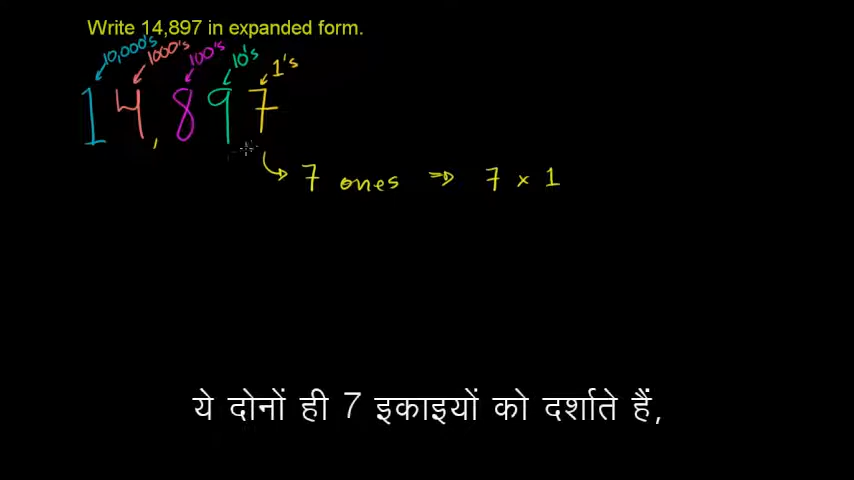 Write 14,897 in expanded form.
10,000's 1000's 100's 10's 1's
14,897
7 ones ⇒ 7 × 1
ये दोनों ही 7 इकाइयों को दर्शाते हैं,